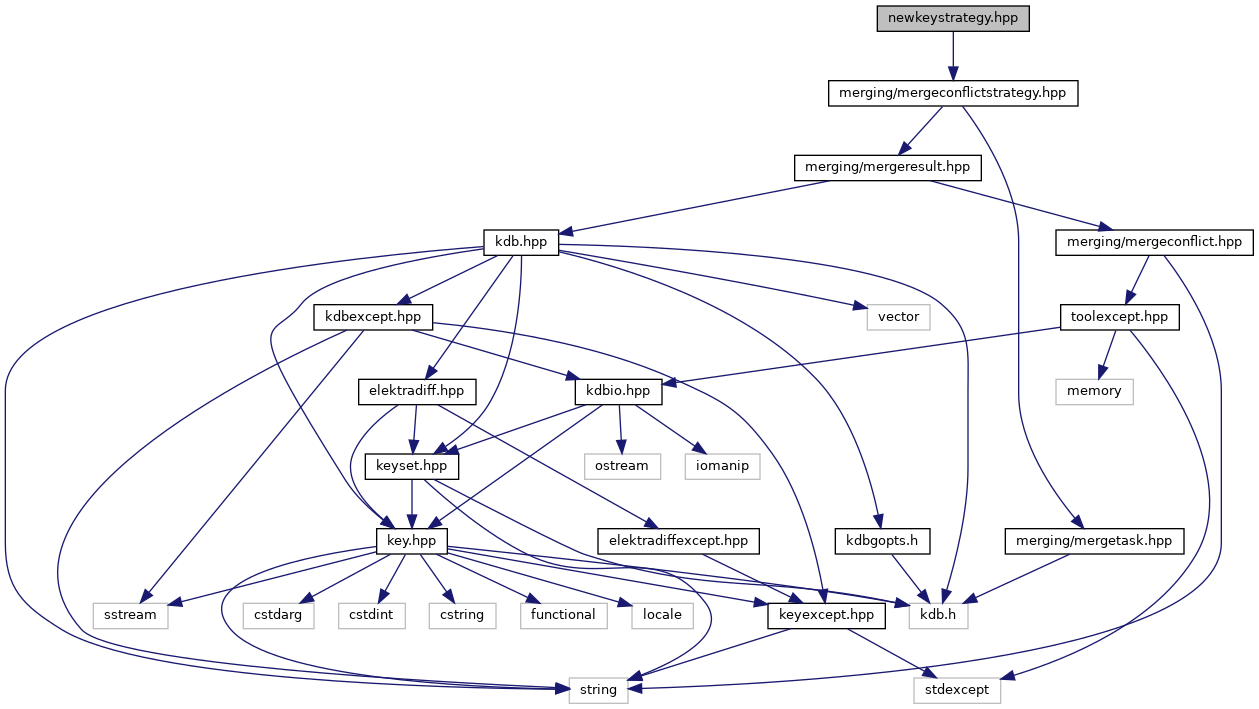 newkeystrategy.hpp
merging/mergeconflictstrategy.hpp
merging/mergeresult.hpp
kdb.hpp
merging/mergeconflict.hpp
kdbexcept.hpp
vector
toolexcept.hpp
elektradiff.hpp
kdbio.hpp
memory
keyset.hpp
ostream
iomanip
key.hpp
elektradiffexcept.hpp
kdbgopts.h
merging/mergetask.hpp
sstream
cstdarg
cstdint
cstring
functional
locale
keyexcept.hpp
kdb.h
string
stdexcept